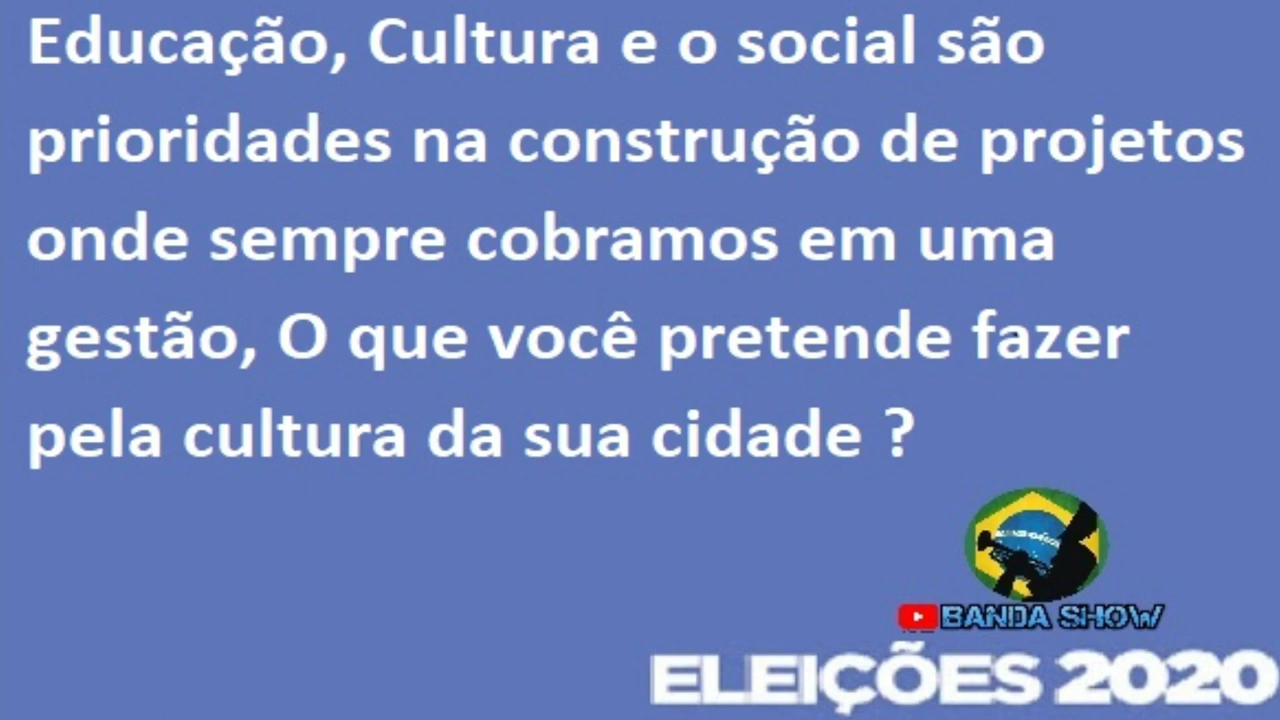 Educação, Cultura e o social são
prioridades na construção de projetos
onde sempre cobramos em uma
gestão, O que você pretende fazer
pela cultura da sua cidade ?
BANDA SHOW
ELEIÇÕES 2020